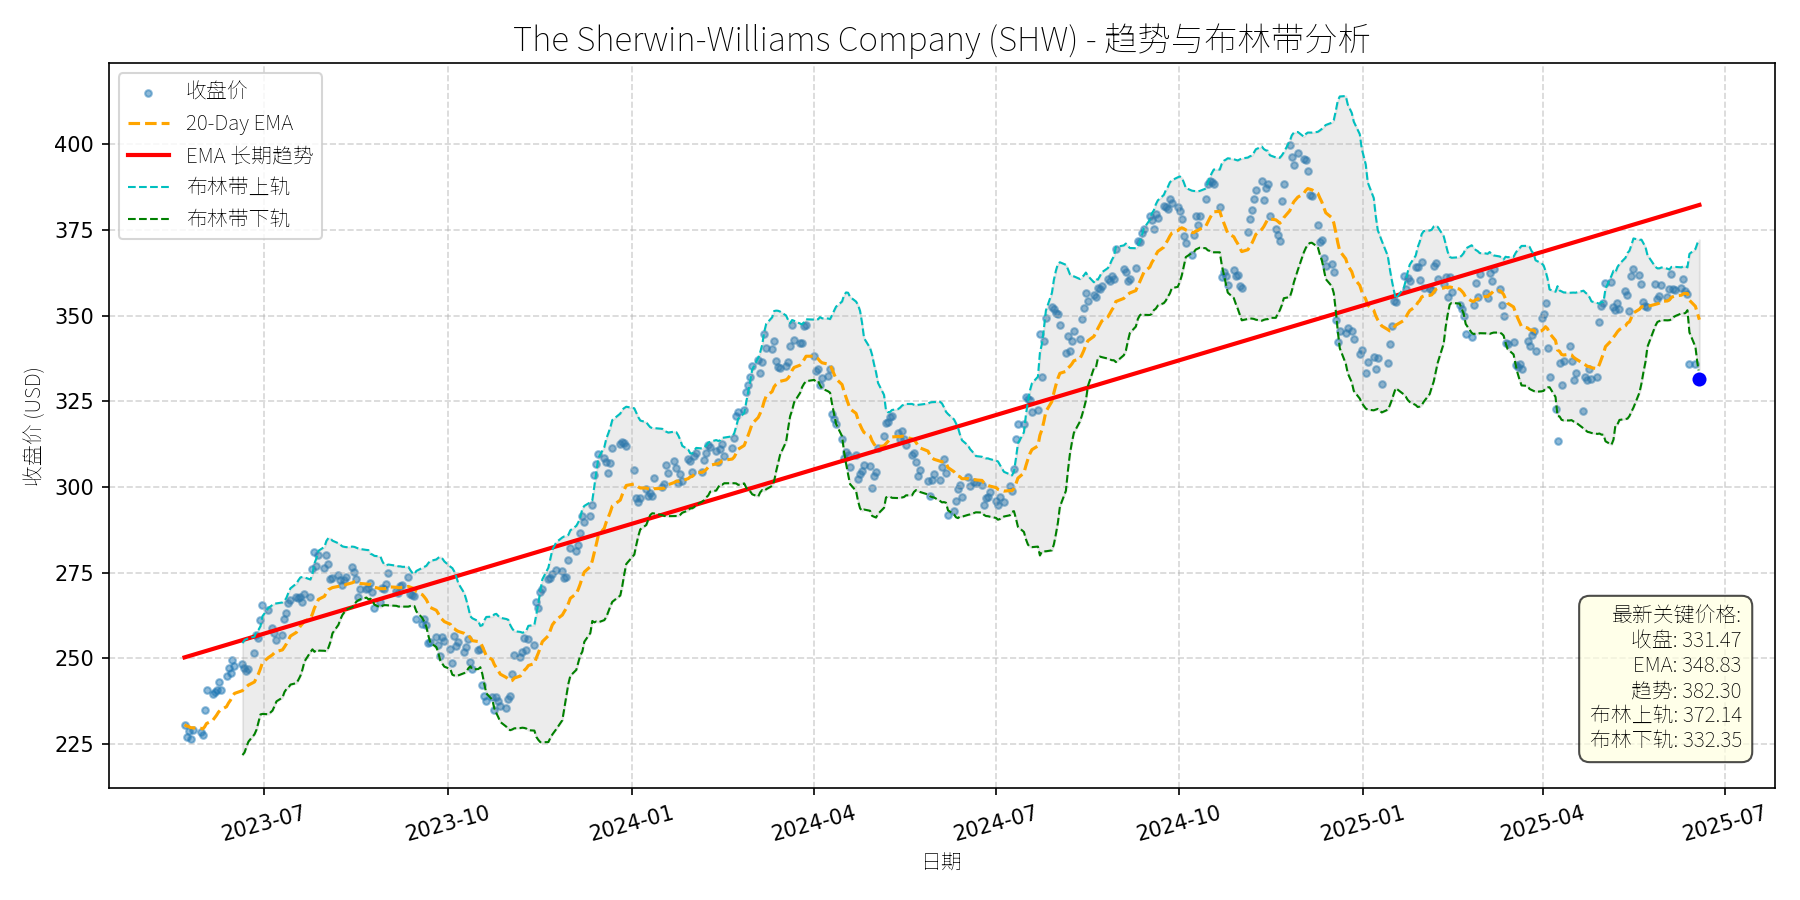 The Sherwin-Williams Company (SHW) - 趋势与布林带分析
收盘价
20-Day EMA
EMA 长期趋势
布林带上轨
布林带下轨
收盘价 (USD)
400
375
350
325
300
275
250
225
最新关键价格:
收盘: 331.47
EMA: 348.83
趋势: 382.30
布林上轨: 372.14
布林下轨: 332.35
2023-07
2023-10
2024-01
2024-04
2024-07
2024-10
2025-01
2025-04
2025-07
日期